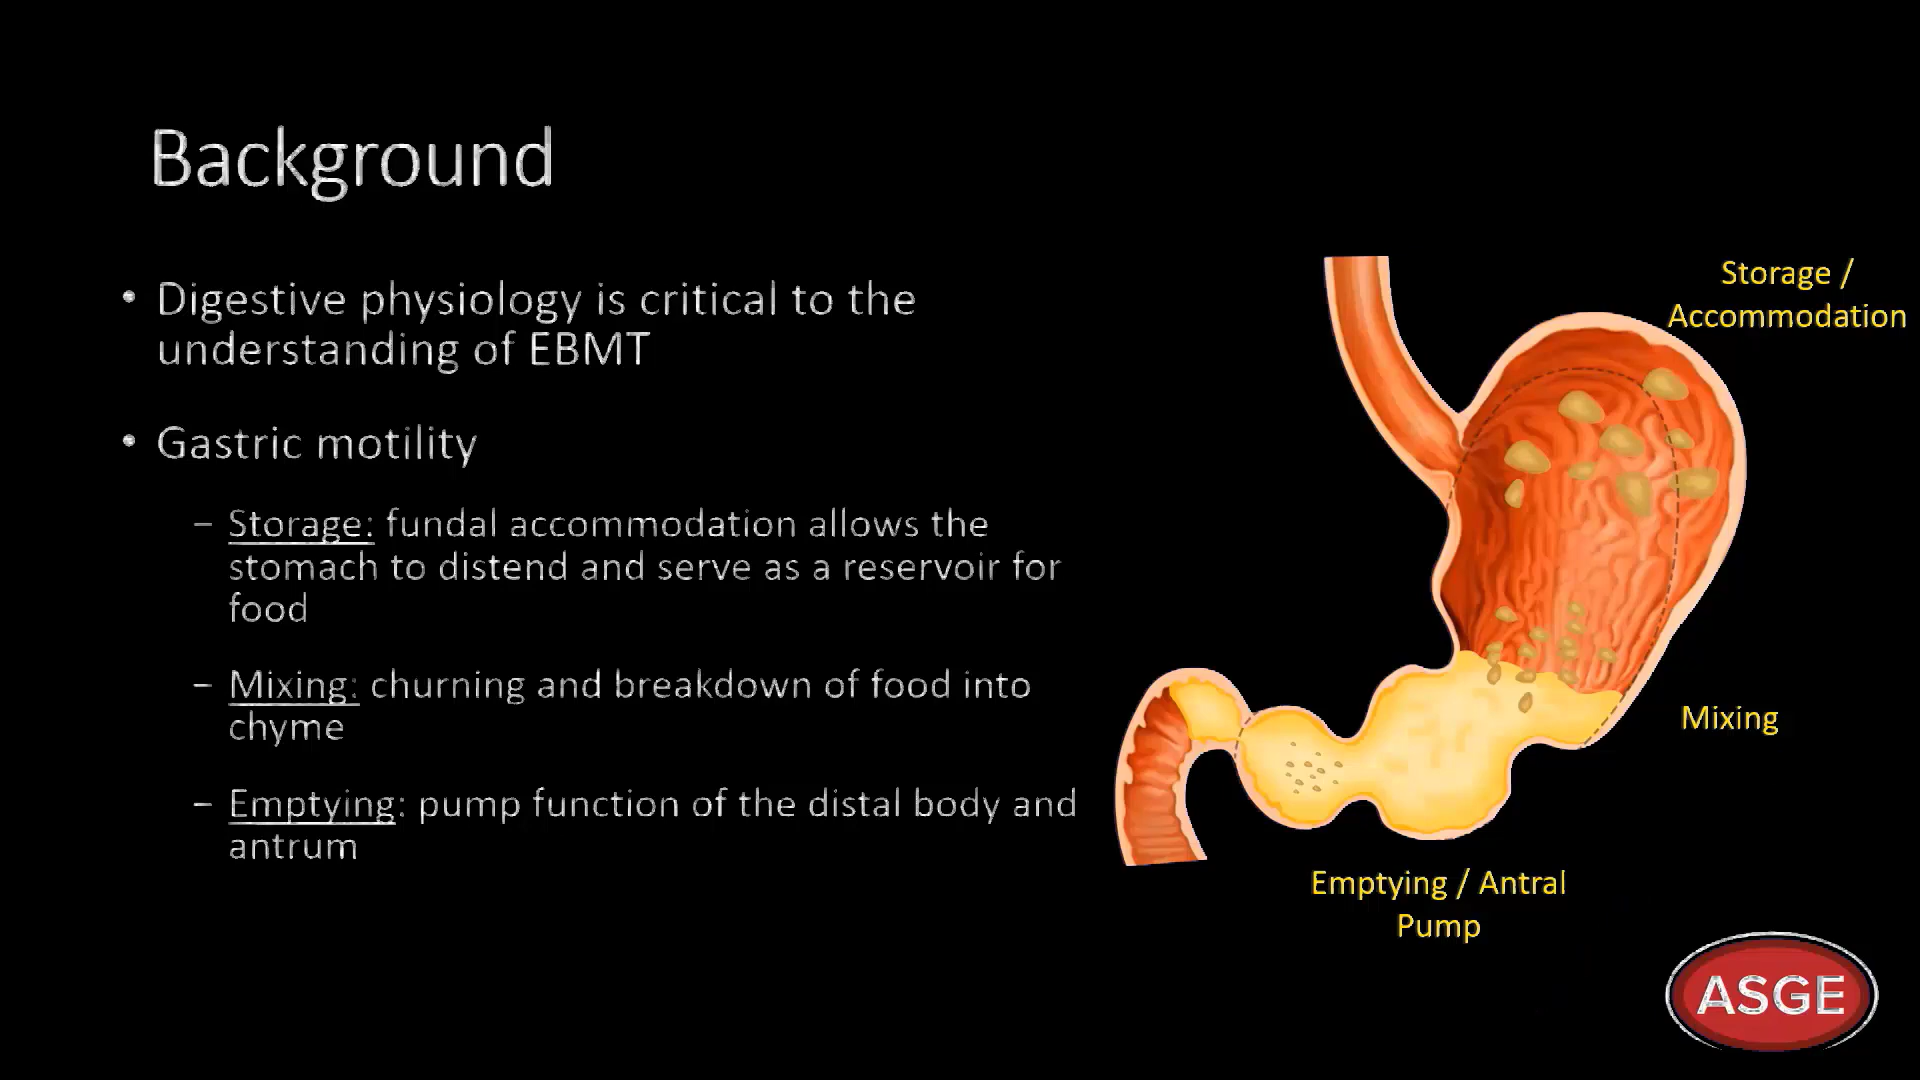 Background
• Digestive physiology is critical to the
understanding of EBMT
• Gastric motility
– Storage: fundal accommodation allows the
stomach to distend and serve as a reservoir for
food
– Mixing: churning and breakdown of food into
chyme
– Emptying: pump function of the distal body and
antrum
Storage /
Accommodation
Mixing
Emptying / Antral
Pump
ASGE